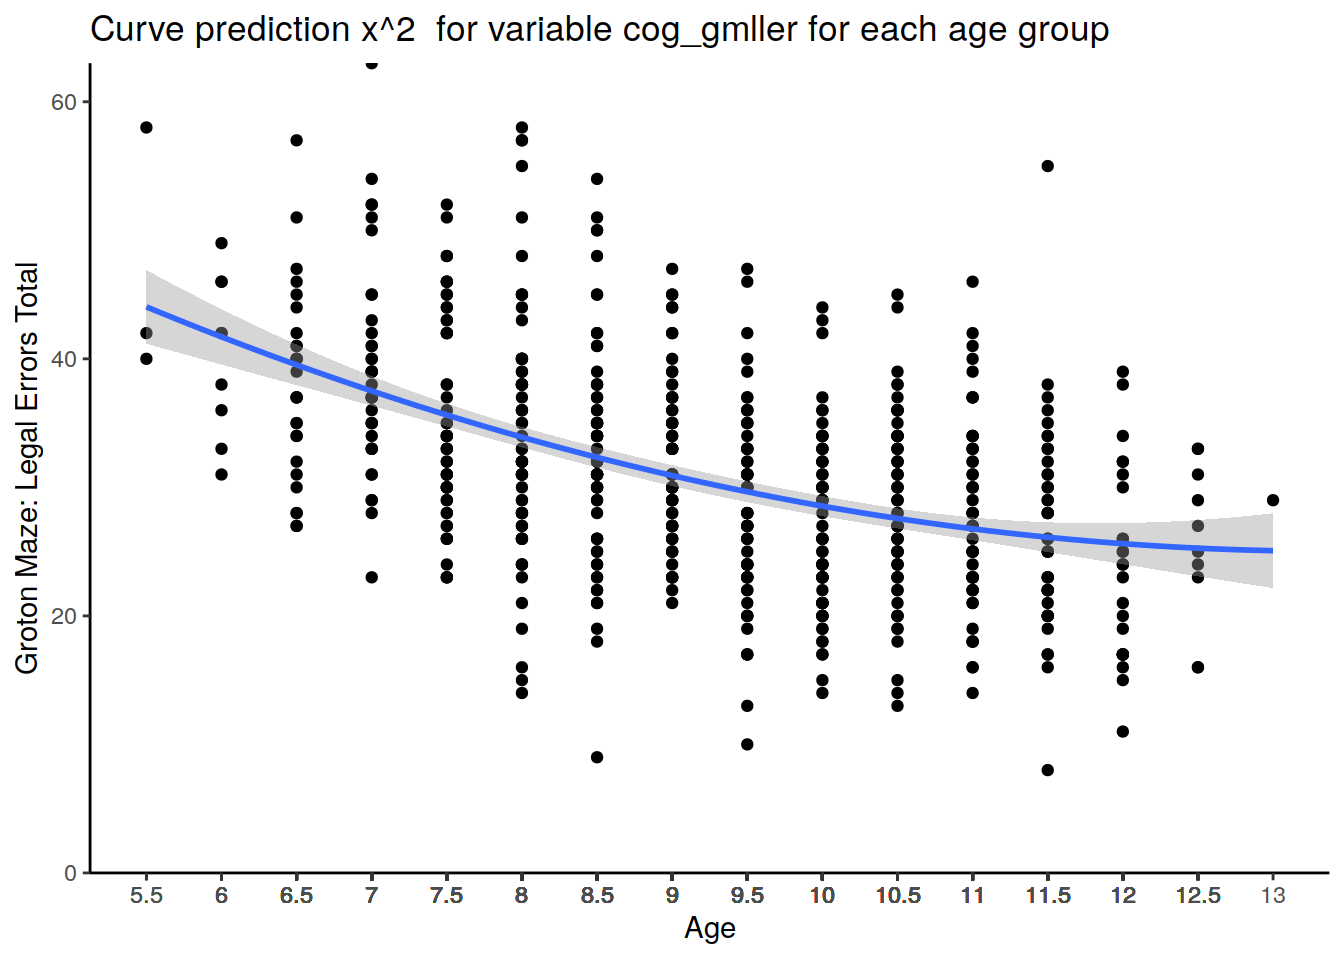 Curve prediction x^2  for variable cog_gmller for each age group
Groton Maze: Legal Errors Total
60
40
20
0
5.5 6 6.5 7 7.5 8 8.5 9 9.5 10 10.5 11 11.5 12 12.5 13
Age